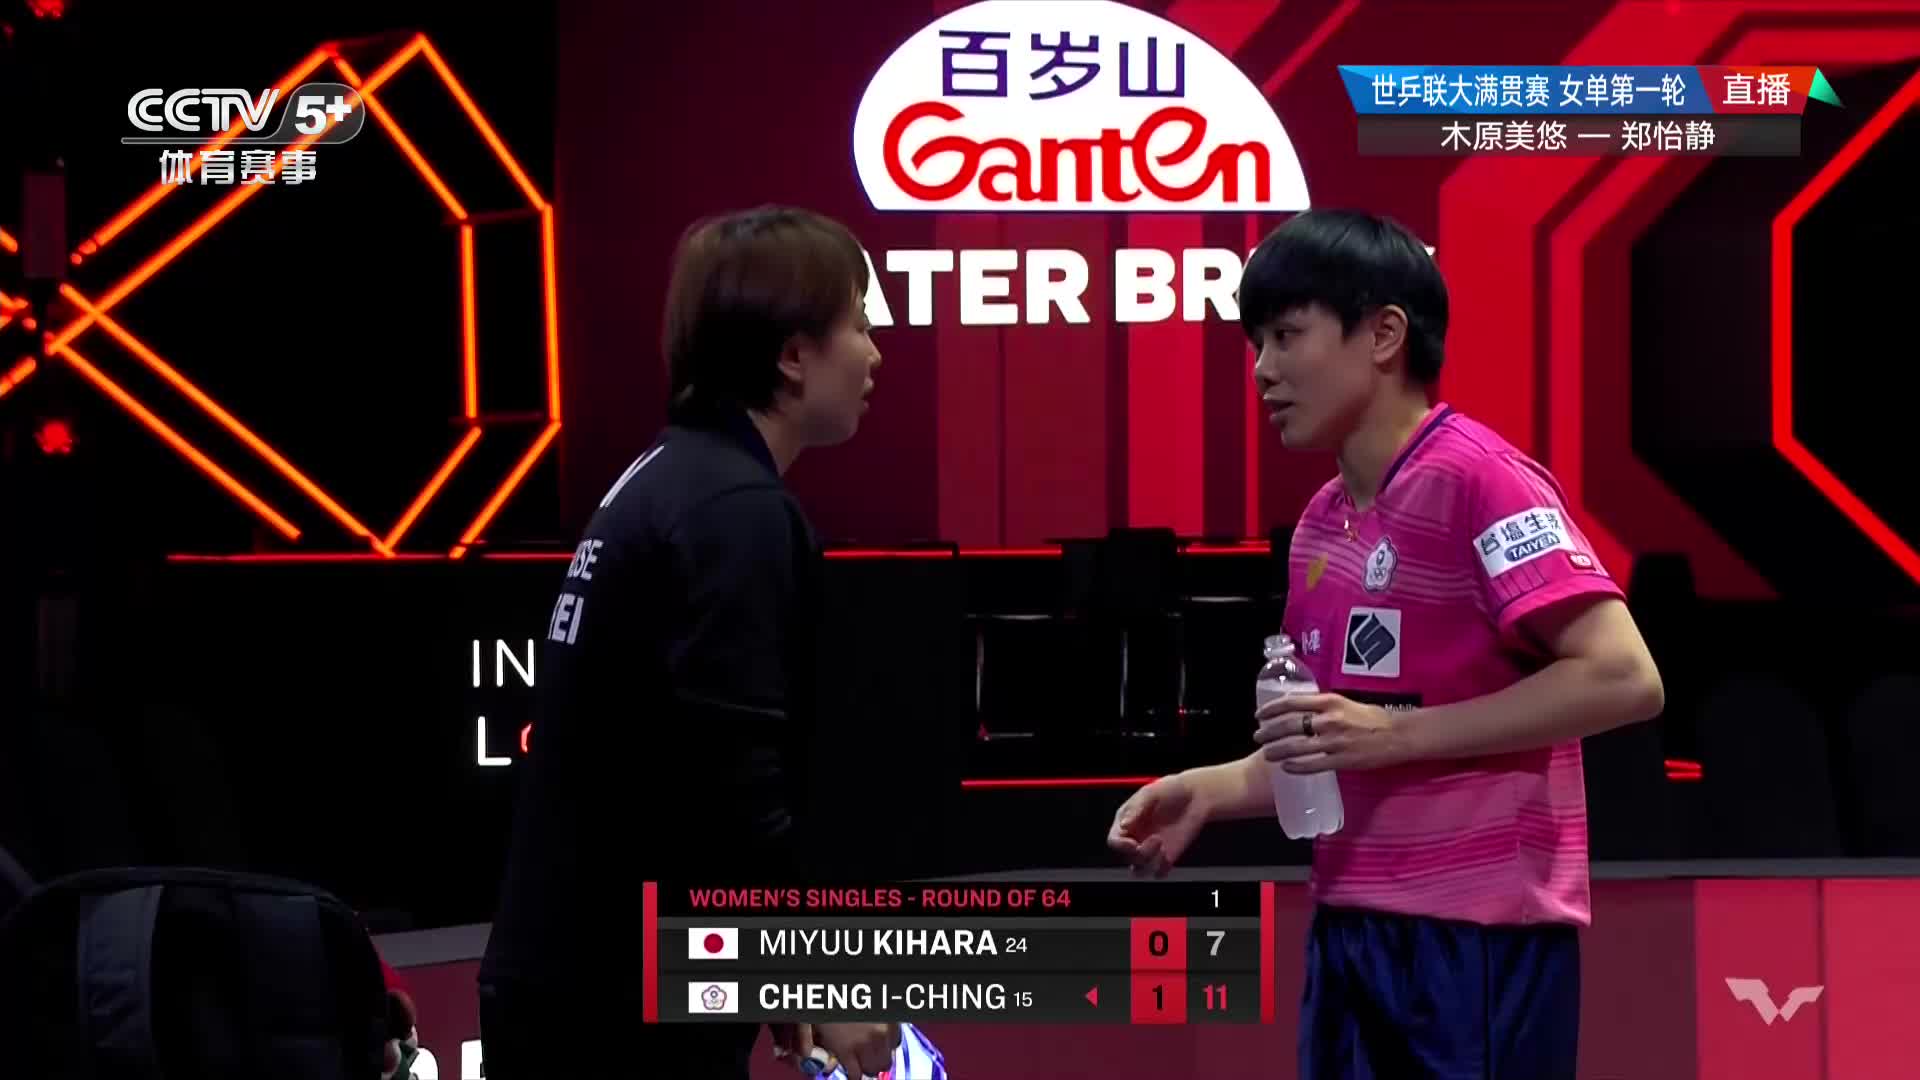 CCTV 5+
体育赛事
百岁山
Ganten
ATER BR
世乒联大满贯赛 女单第一轮 直播
木原美悠 — 郑怡静
台塩生技
TAIYEN
IN
L
WOMEN'S SINGLES - ROUND OF 64 1
MIYUU KIHARA 24 0 7
CHENG I-CHING 15 1 11